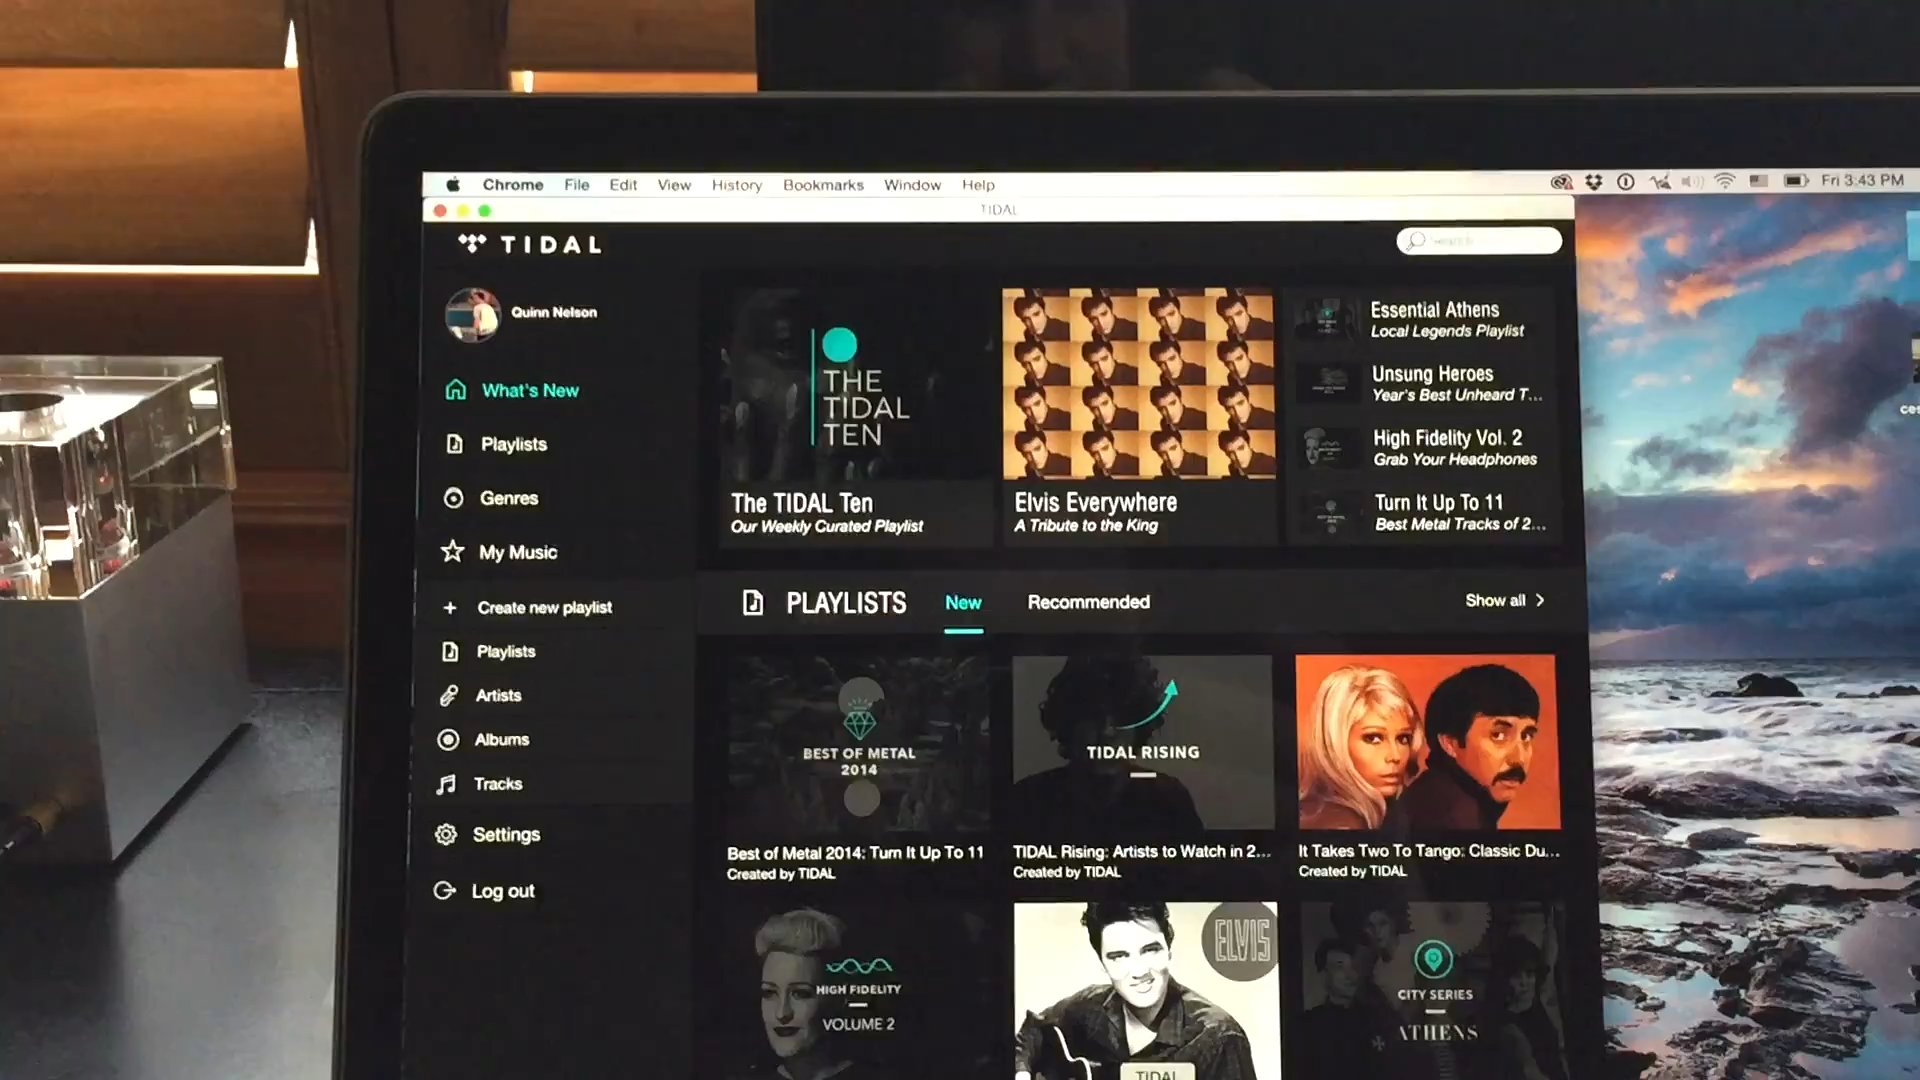 Chrome File Edit View History Bookmarks Window Help
Fri 3:43 PM
TIDAL
TIDAL
Search
Quinn Nelson
What's New
Playlists
Genres
My Music
+ Create new playlist
Playlists
Artists
Albums
Tracks
Settings
Log out
THE
TIDAL
TEN
The TIDAL Ten
Our Weekly Curated Playlist
Elvis Everywhere
A Tribute to the King
Essential Athens
Local Legends Playlist
Unsung Heroes
Year's Best Unheard T...
High Fidelity Vol. 2
Grab Your Headphones
Turn It Up To 11
Best Metal Tracks of 2...
PLAYLISTS New Recommended Show all
BEST OF METAL
2014
Best of Metal 2014: Turn It Up To 11
Created by TIDAL
TIDAL RISING
TIDAL Rising: Artists to Watch in 2...
Created by TIDAL
It Takes Two To Tango: Classic Du...
Created by TIDAL
HIGH FIDELITY
VOLUME 2
ELVIS
TIDAL
CITY SERIES
ATHENS